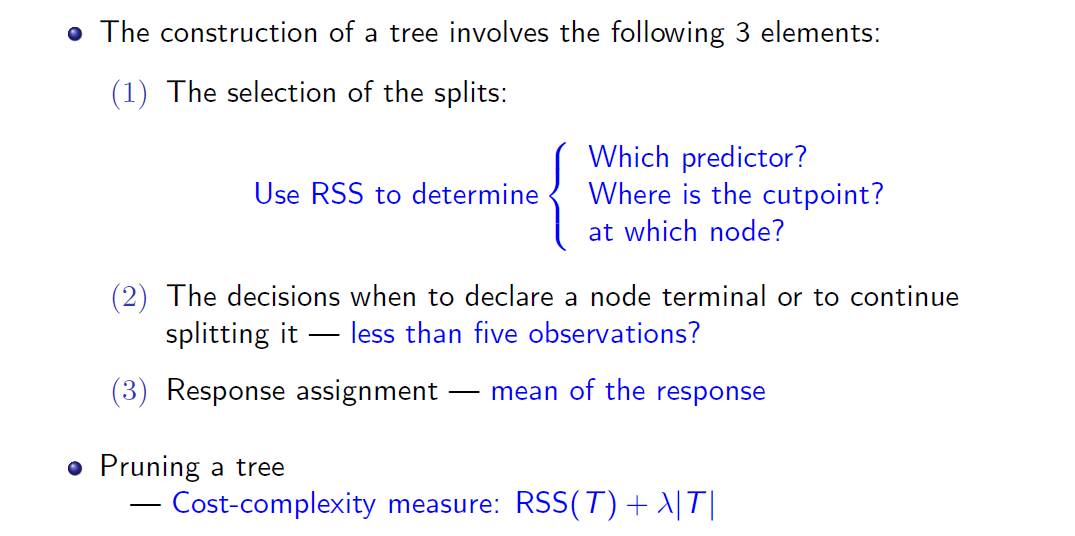 The construction of a tree involves the following 3 elements:
(1) The selection of the splits:
Which predictor?
Use RSS to determine { Where is the cutpoint?
at which node?
(2) The decisions when to declare a node terminal or to continue
splitting it — less than five observations?
(3) Response assignment — mean of the response
Pruning a tree
— Cost-complexity measure: RSS(T) + λ|T|